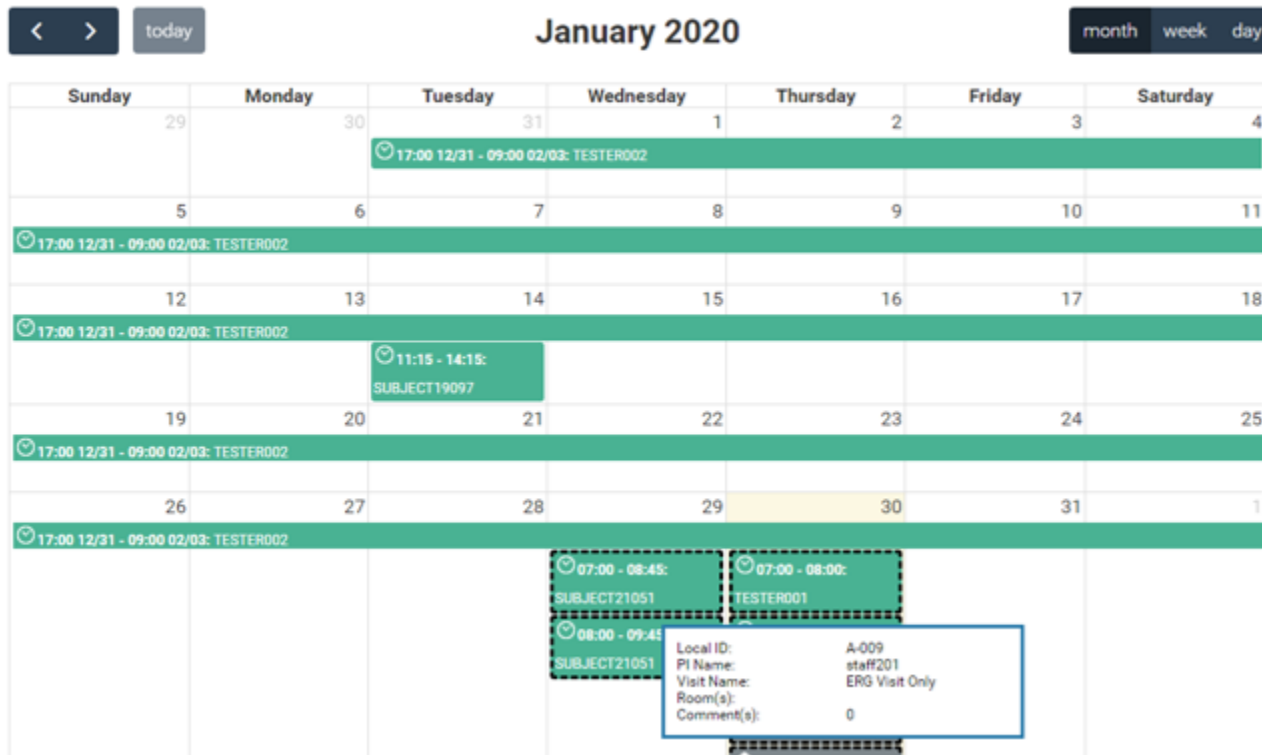 today
January 2020
month week day
Sunday Monday Tuesday Wednesday Thursday Friday Saturday
29 30 31 1 2 3 4
17:00 12/31 - 09:00 02/03: TESTER002
5 6 7 8 9 10 11
17:00 12/31 - 09:00 02/03: TESTER002
12 13 14 15 16 17 18
17:00 12/31 - 09:00 02/03: TESTER002
11:15 - 14:15:
SUBJECT19097
19 20 21 22 23 24 25
17:00 12/31 - 09:00 02/03: TESTER002
26 27 28 29 30 31 1
17:00 12/31 - 09:00 02/03: TESTER002
07:00 - 08:45: 07:00 - 08:00:
SUBJECT21051 TESTER001
08:00 - 09:45
SUBJECT21051
Local ID: A-009
PI Name: staff201
Visit Name: ERG Visit Only
Room(s):
Comment(s): 0